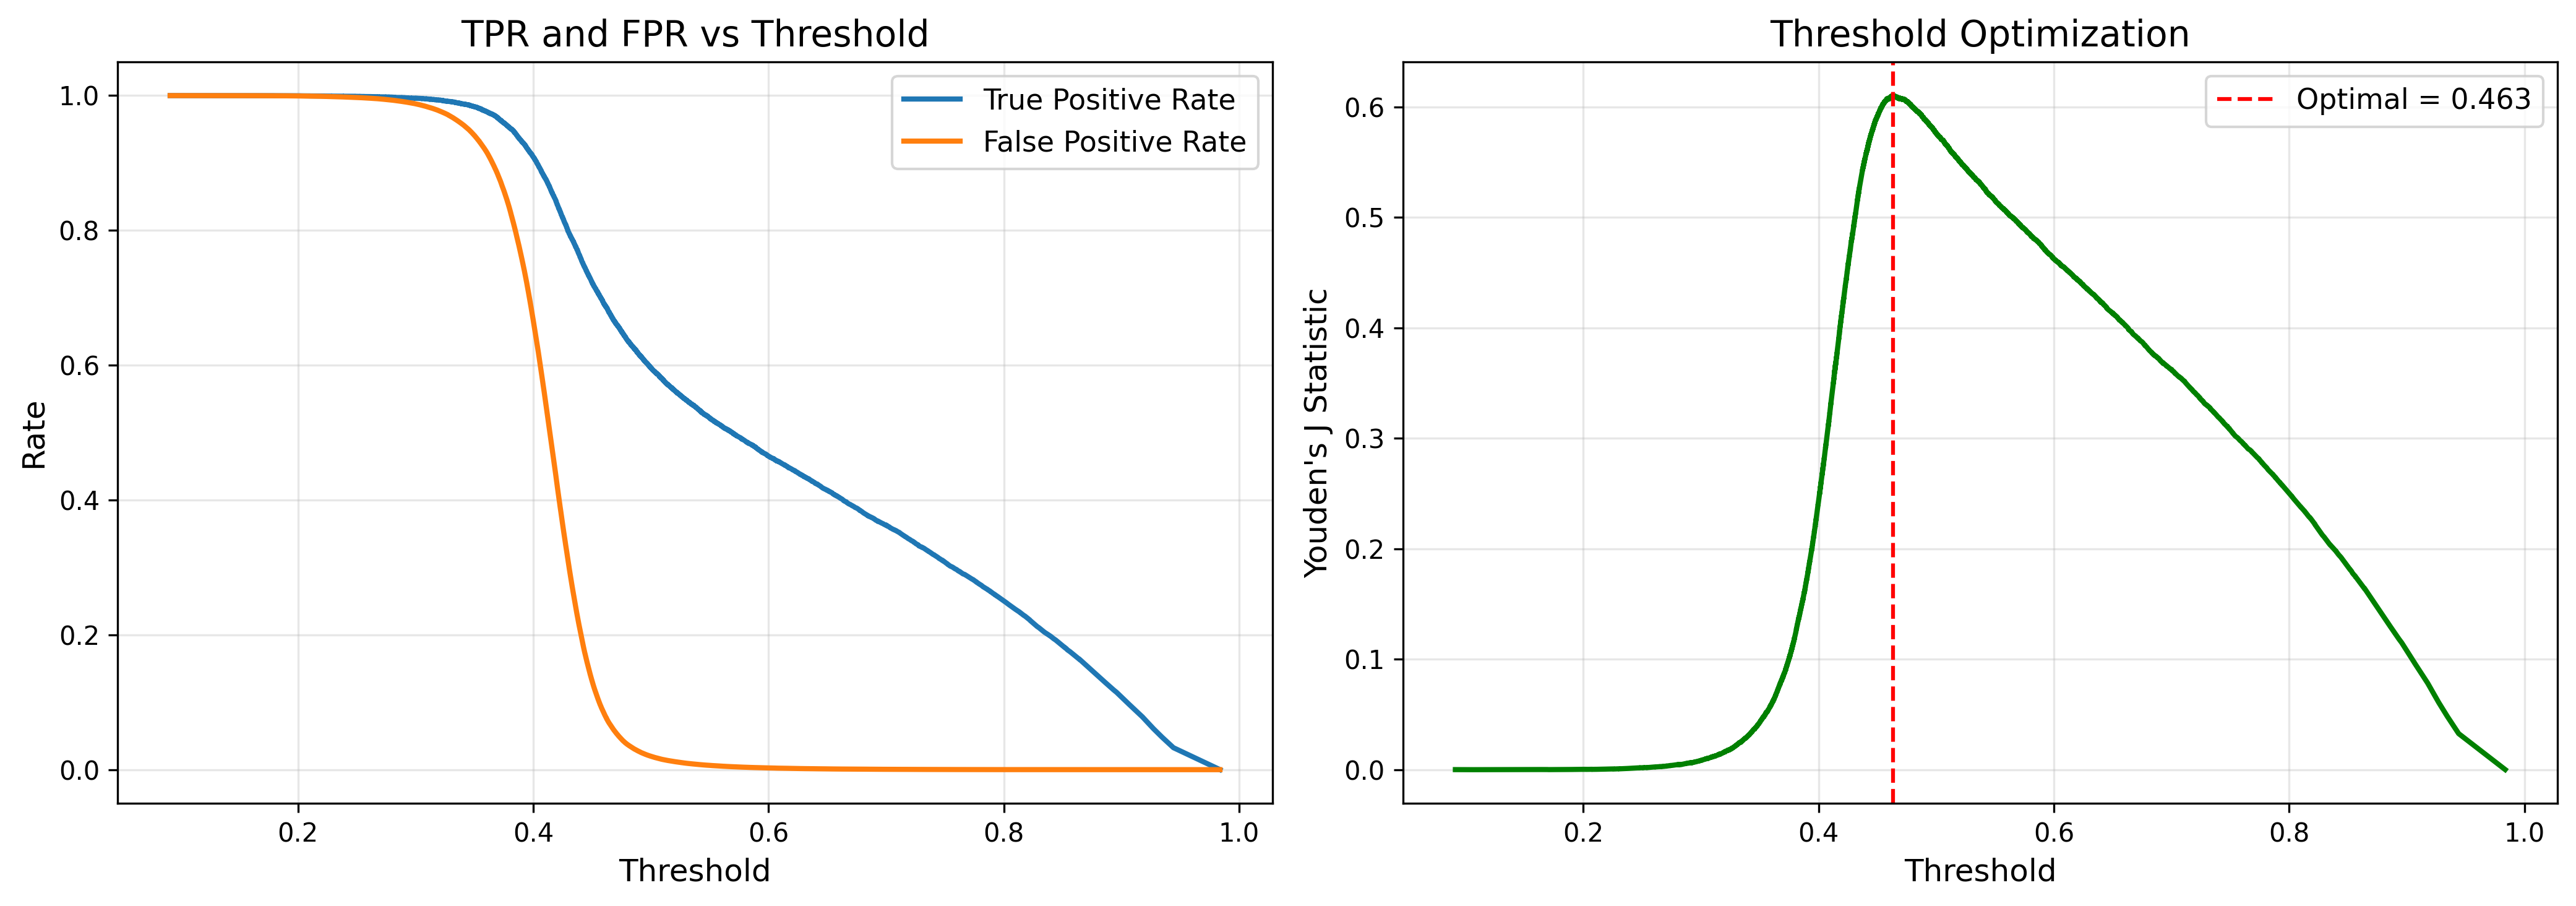 TPR and FPR vs Threshold
True Positive Rate
False Positive Rate
Rate
1.0
0.8
0.6
0.4
0.2
0.0
0.2 0.4 0.6 0.8 1.0
Threshold
Threshold Optimization
Optimal = 0.463
Youden's J Statistic
0.6
0.5
0.4
0.3
0.2
0.1
0.0
0.2 0.4 0.6 0.8 1.0
Threshold